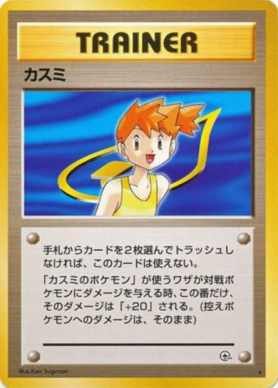 TRAINER
カスミ
手札からカードを2枚選んでトラッシュし
なければ、このカードは使えない。
「カスミのポケモン」が使うワザが対戦ポ
ケモンにダメージを与える時、この番だけ、
そのダメージは「+20」される。(控えポ
ケモンへのダメージは、そのまま)
Illus.Ken Sugimori